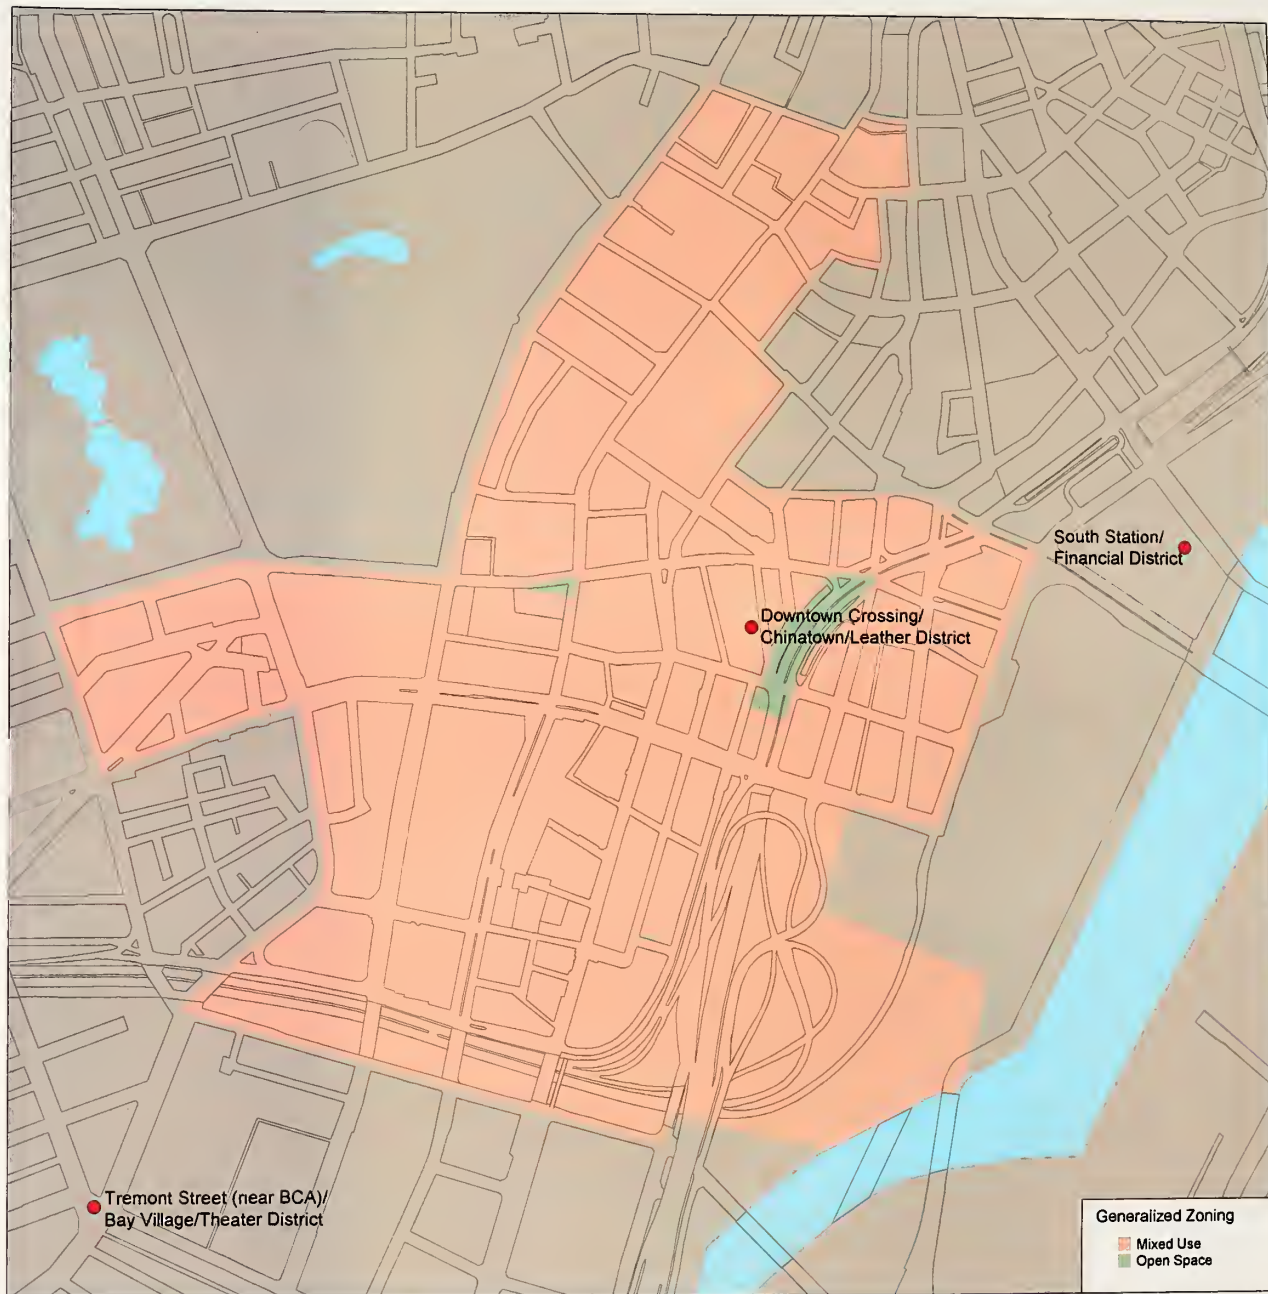 South Station/
Financial District
Downtown Crossing/
Chinatown/Leather District
Tremont Street (near BCA)/
Bay Village/Theater District
Generalized Zoning
Mixed Use
Open Space